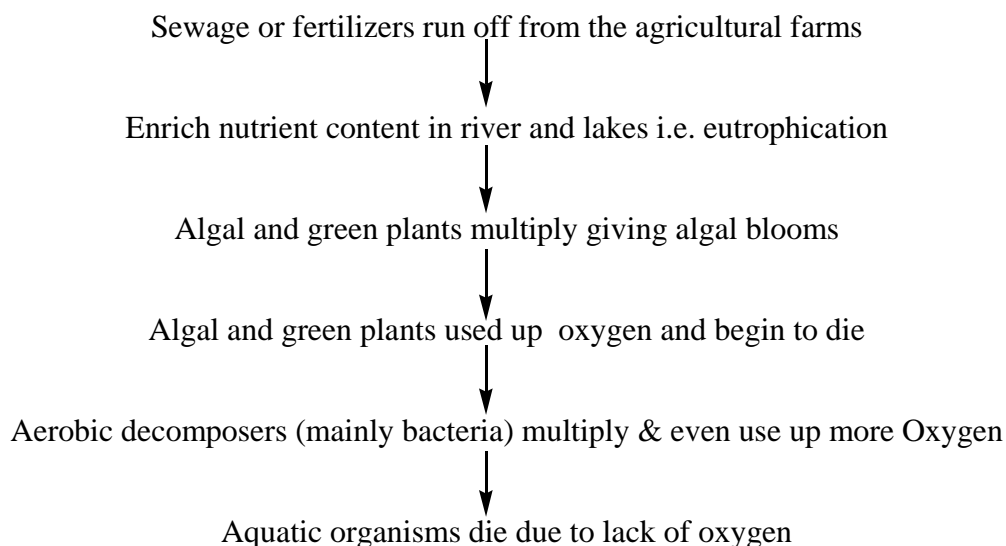 Sewage or fertilizers run off from the agricultural farms
Enrich nutrient content in river and lakes i.e. eutrophication
Algal and green plants multiply giving algal blooms
Algal and green plants used up oxygen and begin to die
Aerobic decomposers (mainly bacteria) multiply & even use up more Oxygen
Aquatic organisms die due to lack of oxygen